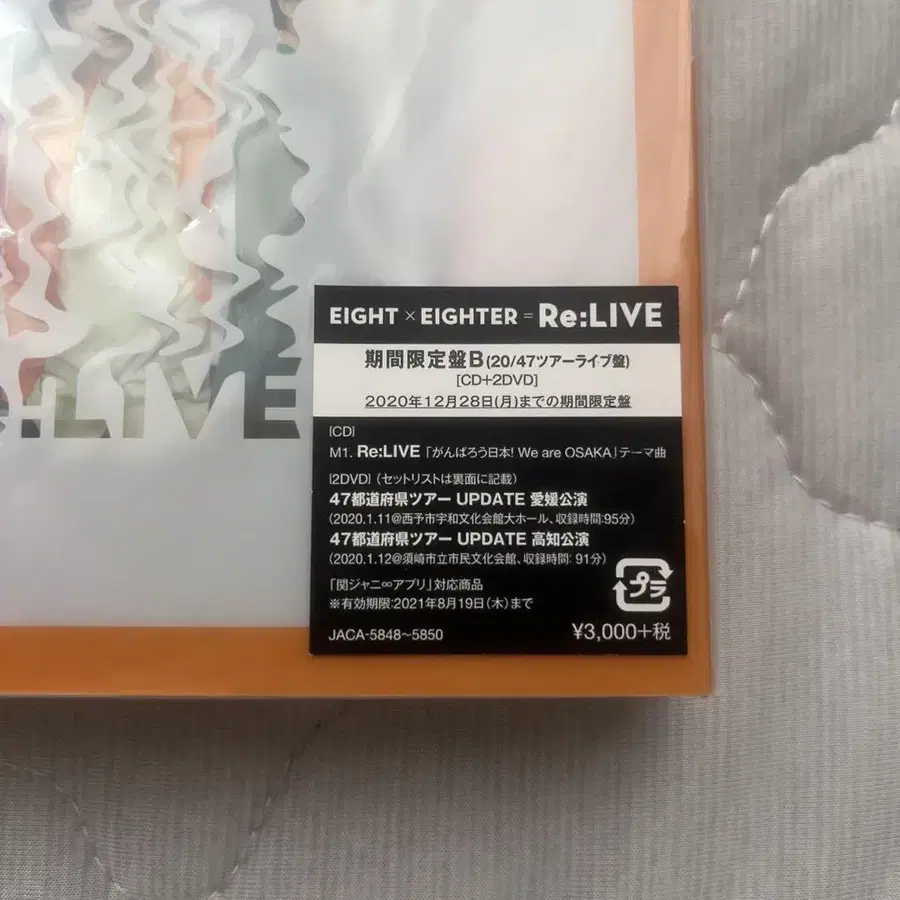 EIGHT × EIGHTER = Re:LIVE
期間限定盤B(20/47ツアーライブ盤)
[CD+2DVD]
2020年12月28日(月)までの期間限定盤
:LIVE
[CD]
M1. Re:LIVE「がんばろう日本! We are OSAKA」テーマ曲
[2DVD](セットリストは裏面に記載)
47都道府県ツアー UPDATE 愛媛公演
(2020.1.11@西予市宇和文化会館大ホール、収録時間:95分)
47都道府県ツアー UPDATE 高知公演
(2020.1.12@須崎市立市民文化会館、収録時間: 91分)
「関ジャニ∞アプリ」対応商品
※有効期限:2021年8月19日(木)まで
プラ
JACA-5848~5850
¥3,000+税